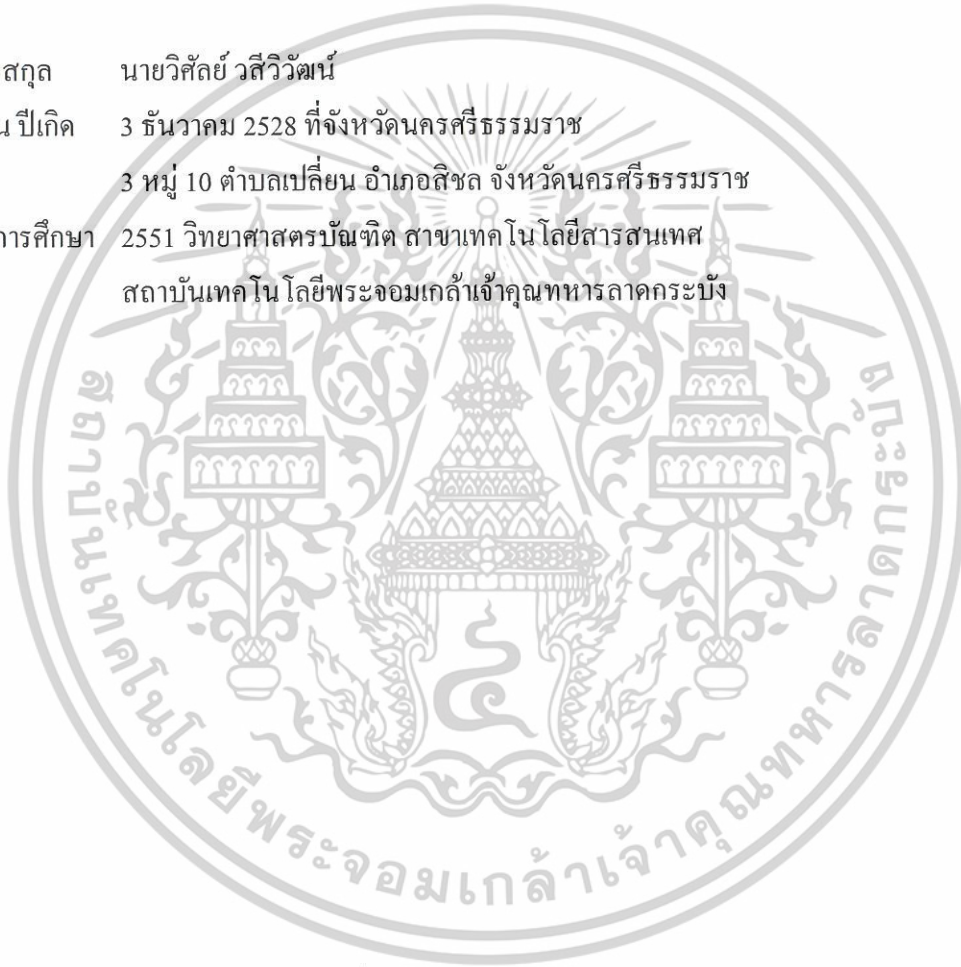 สกุล นายวิศัลย์ วสีวิวัฒน์
น ปีเกิด 3 ธันวาคม 2528 ที่จังหวัดนครศรีธรรมราช
3 หมู่ 10 ตำบลเปลี่ยน อำเภอสิชล จังหวัดนครศรีธรรมราช
การศึกษา 2551 วิทยาศาสตรบัณฑิต สาขาเทคโนโลยีสารสนเทศ
สถาบันเทคโนโลยีพระจอมเกล้าเจ้าคุณทหารลาดกระบัง
สถาบันเทคโนโลยีพระจอมเกล้าเจ้าคุณทหารลาดกระบัง
๔